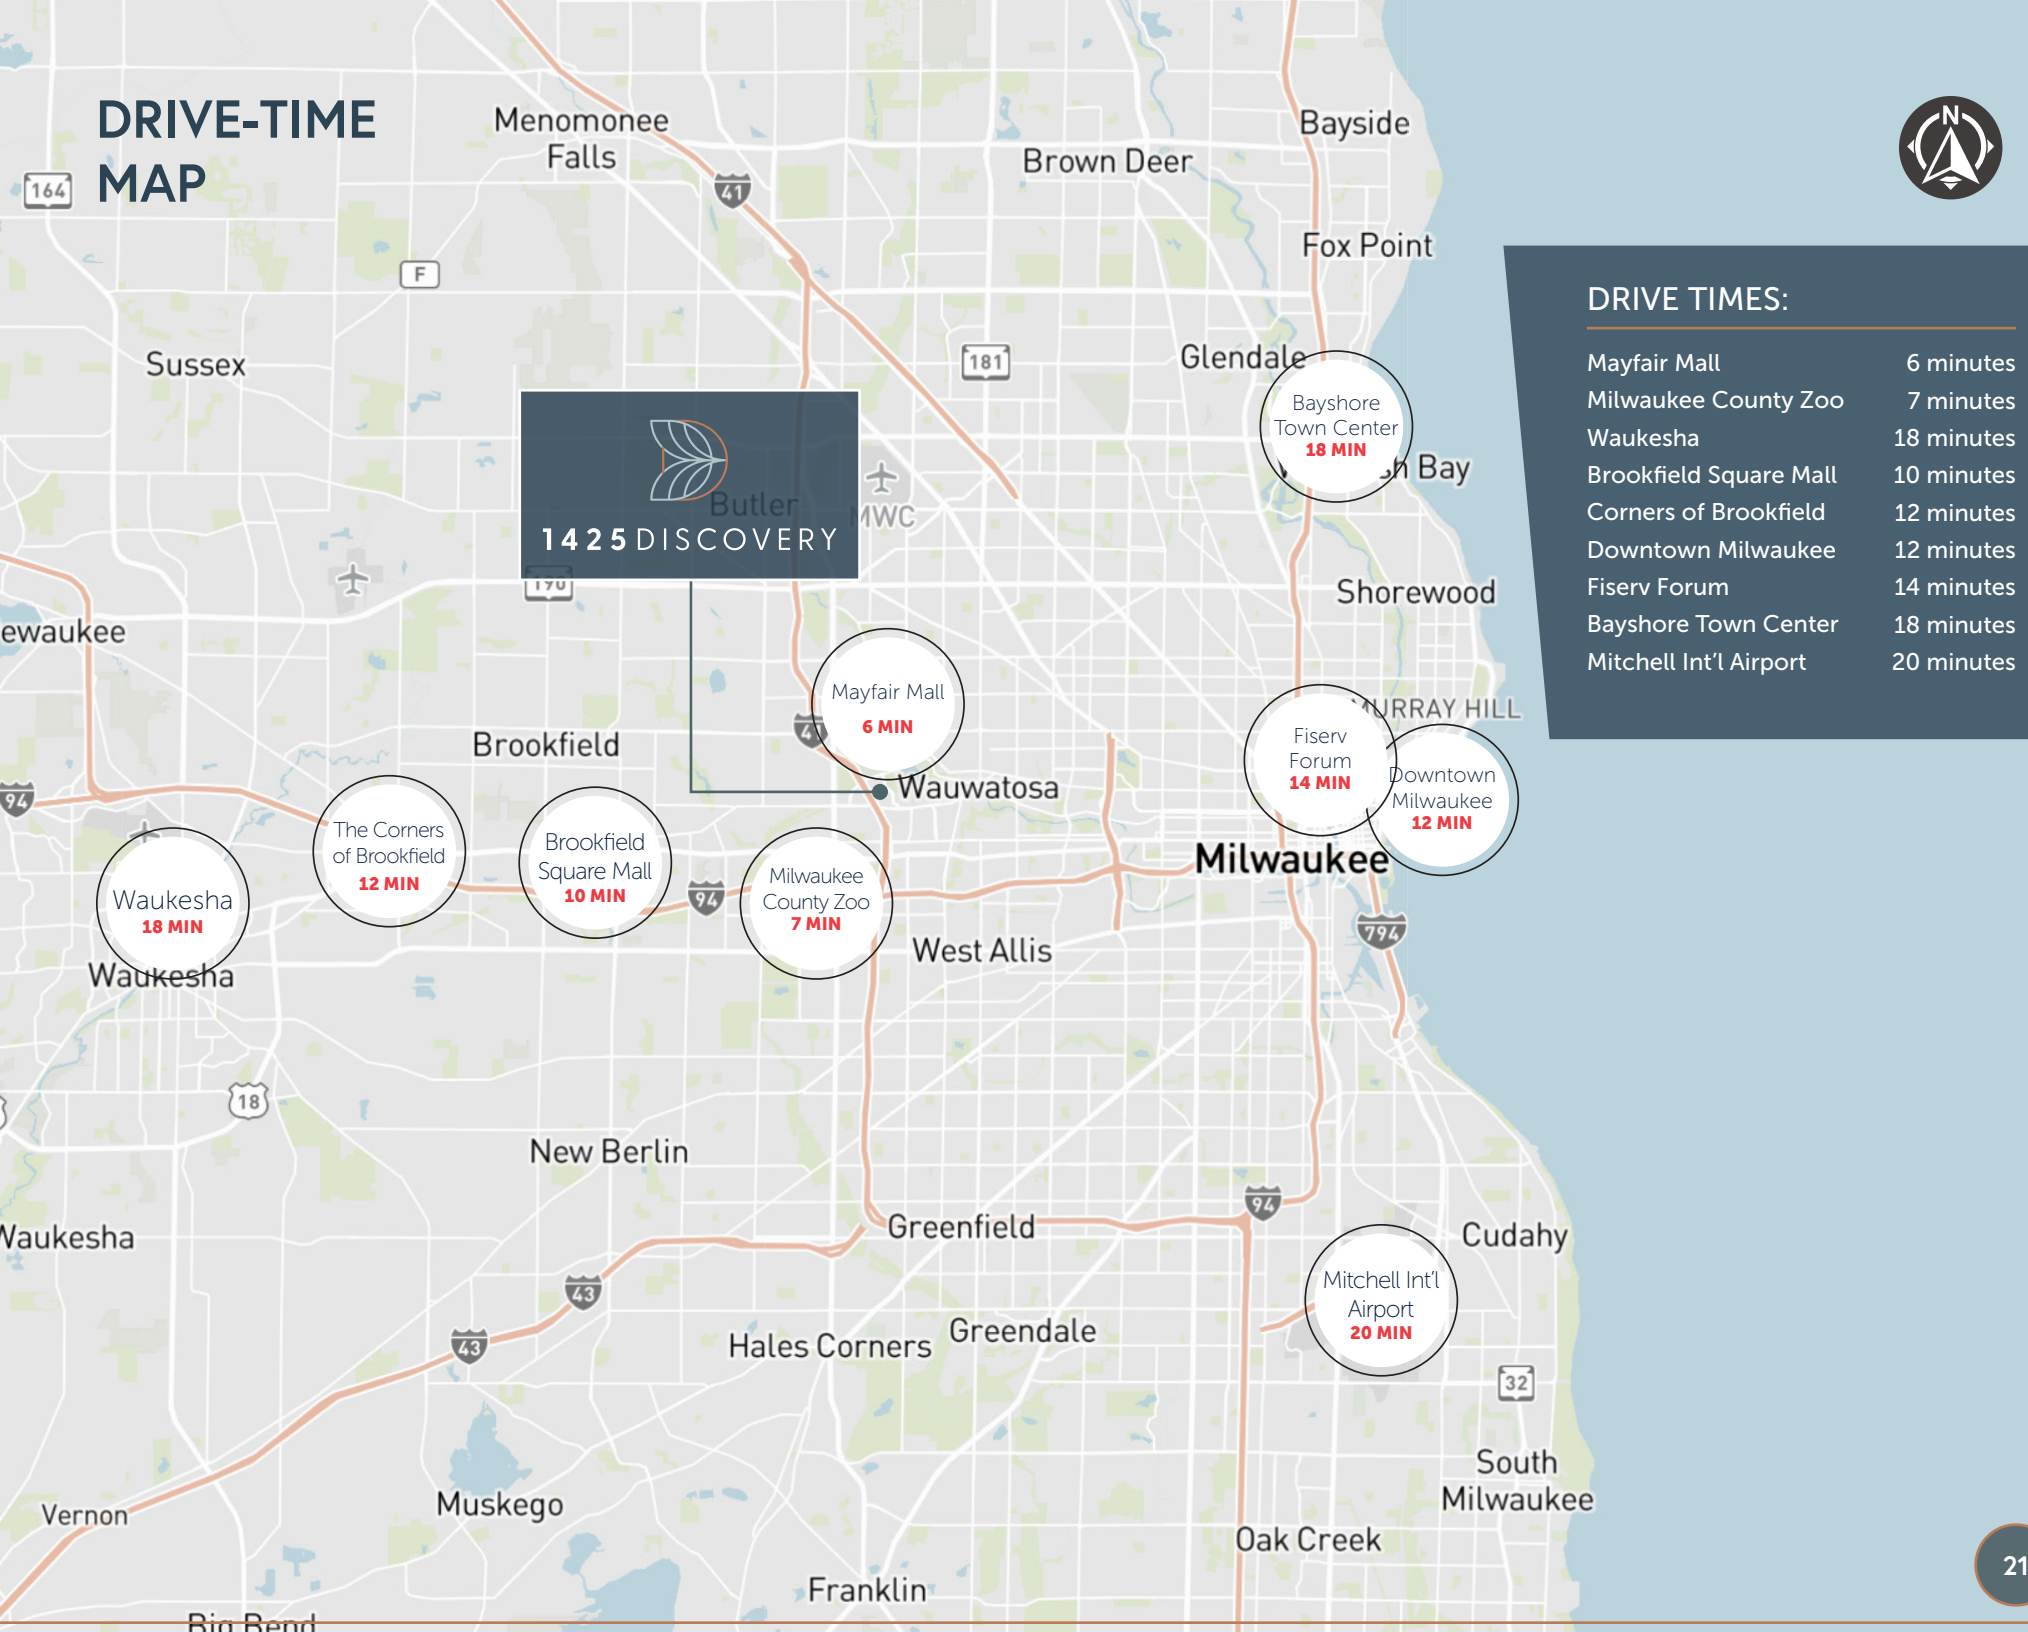 DRIVE-TIME
MAP
Menomonee
Falls
Bayside
Brown Deer
N
164
41
Fox Point
F
DRIVE TIMES:
Sussex
181
Glendale
Mayfair Mall 6 minutes
Milwaukee County Zoo 7 minutes
Waukesha 18 minutes
Brookfield Square Mall 10 minutes
Corners of Brookfield 12 minutes
Downtown Milwaukee 12 minutes
Fiserv Forum 14 minutes
Bayshore Town Center 18 minutes
Mitchell Int'l Airport 20 minutes
Bayshore
Town Center
18 MIN
Bay
Butler
MWC
1425 DISCOVERY
190
Shorewood
ewaukee
Mayfair Mall
6 MIN
MURRAY HILL
Brookfield
Wauwatosa
Fiserv
Forum
14 MIN
Downtown
Milwaukee
12 MIN
94
The Corners
of Brookfield
12 MIN
Brookfield
Square Mall
10 MIN
Milwaukee
Waukesha
18 MIN
94
Milwaukee
County Zoo
7 MIN
Waukesha
West Allis
794
18
New Berlin
94
Waukesha
Greenfield
Cudahy
43
Mitchell Int'l
Airport
20 MIN
43
Hales Corners
Greendale
32
South
Milwaukee
Vernon
Muskego
Oak Creek
21
Franklin
Big Bend